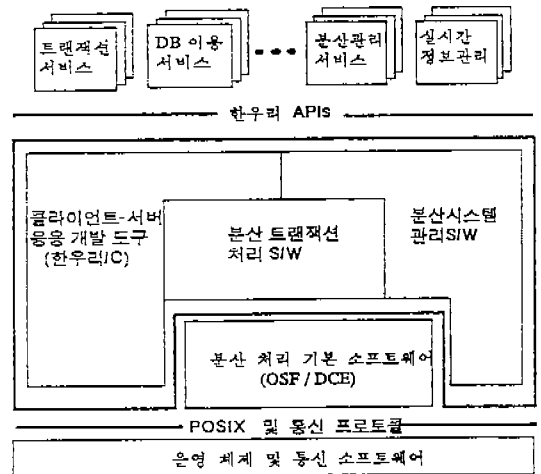 트랜잭션
서비스
DB 이용
서비스
분산관리
서비스
실시간
정보관리
한우리 APIs
클라이언트-서버
응용 개발 도구
(한우리/C)
분산 트랜잭션
처리 S/W
분산시스템
관리S/W
분산 처리 기본 소프트웨어
(OSF / DCE)
POSIX 및 통신 프로토콜
운영 체제 및 통신 소프트웨어